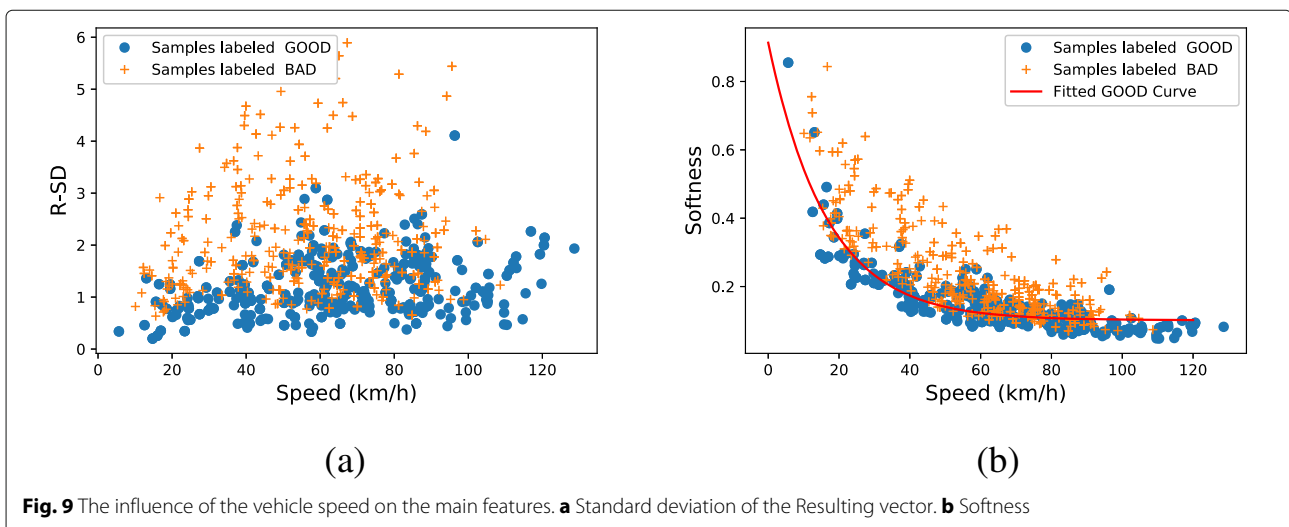 6
5
4
3
2
1
0
R-SD
Samples labeled GOOD
Samples labeled BAD
0 20 40 60 80 100 120
Speed (km/h)
(a)
0.8
0.6
0.4
0.2
Softness
Samples labeled GOOD
Samples labeled BAD
Fitted GOOD Curve
0 20 40 60 80 100 120
Speed (km/h)
(b)
Fig. 9 The influence of the vehicle speed on the main features. a Standard deviation of the Resulting vector. b Softness